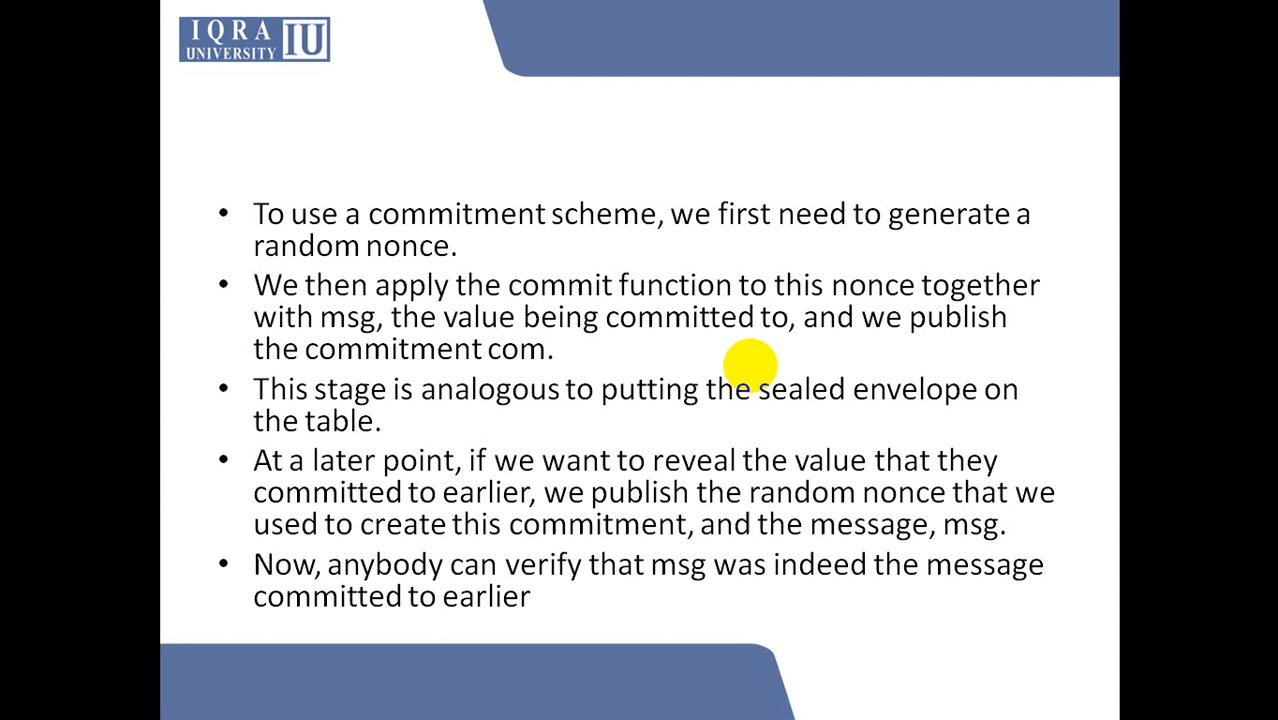 IQRA
UNIVERSITY IU
• To use a commitment scheme, we first need to generate a
random nonce.
• We then apply the commit function to this nonce together
with msg, the value being committed to, and we publish
the commitment com.
• This stage is analogous to putting the sealed envelope on
the table.
• At a later point, if we want to reveal the value that they
committed to earlier, we publish the random nonce that we
used to create this commitment, and the message, msg.
• Now, anybody can verify that msg was indeed the message
committed to earlier